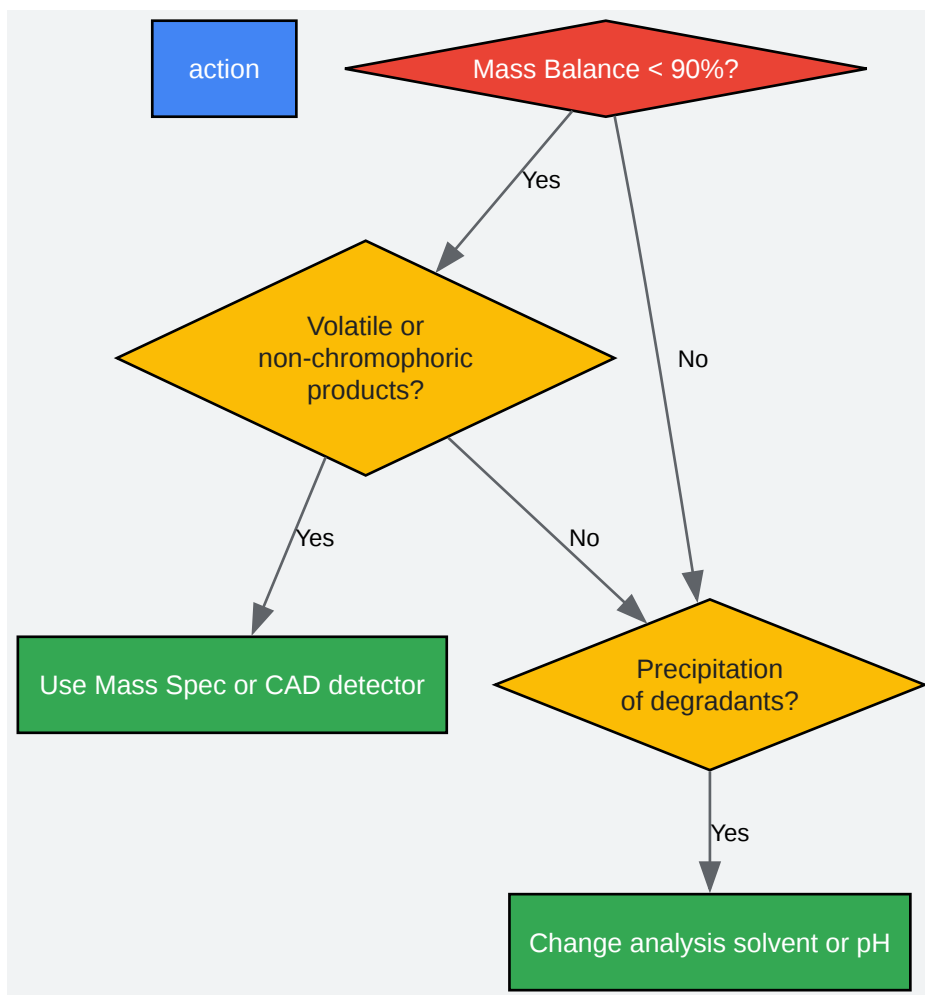 action
Mass Balance < 90%?
Yes
Volatile or
non-chromophoric
products?
No
Yes
No
Use Mass Spec or CAD detector
Precipitation
of degradants?
Yes
Change analysis solvent or pH